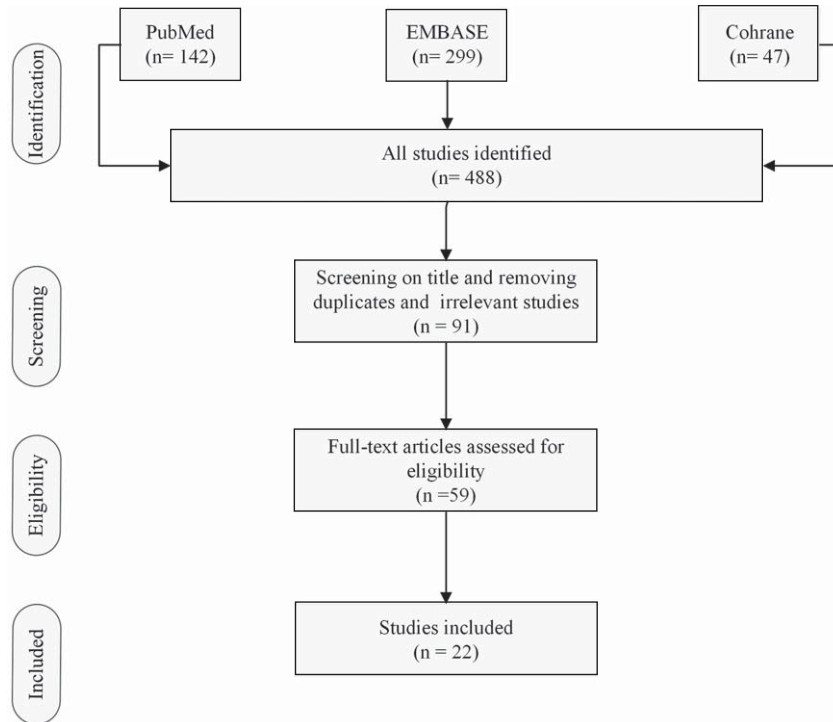 PubMed
(n= 142)
EMBASE
(n= 299)
Cohrane
(n= 47)
Identification
All studies identified
(n= 488)
Screening
Screening on title and removing
duplicates and irrelevant studies
(n = 91)
Eligibility
Full-text articles assessed for
eligibility
(n =59)
Included
Studies included
(n = 22)